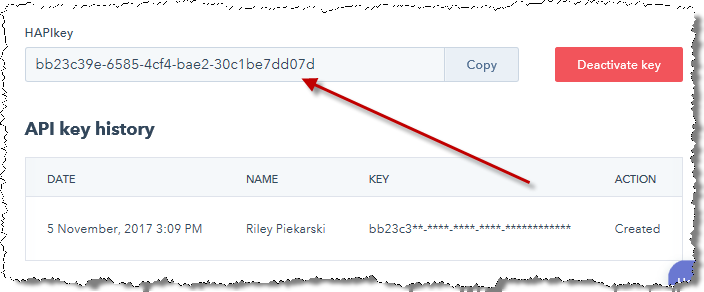 HAPIkey
bb23c39e-6585-4cf4-bae2-30c1be7dd07d Copy Deactivate key
API key history
DATE NAME KEY ACTION
5 November, 2017 3:09 PM Riley Piekarski bb23c3**-****-****-****-************ Created